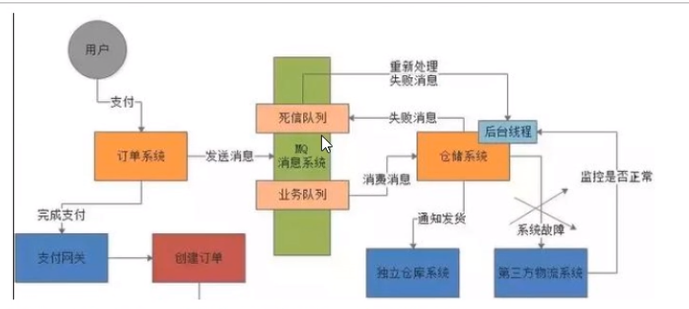 用户
支付
订单系统
发送消息
完成支付
支付网关
创建订单
重新处理
失败消息
死信队列
失败消息
后台线程
MQ
消息系统
仓储系统
业务队列
消费消息
监控是否正常
通知发货
系统故障
独立仓库系统
第三方物流系统